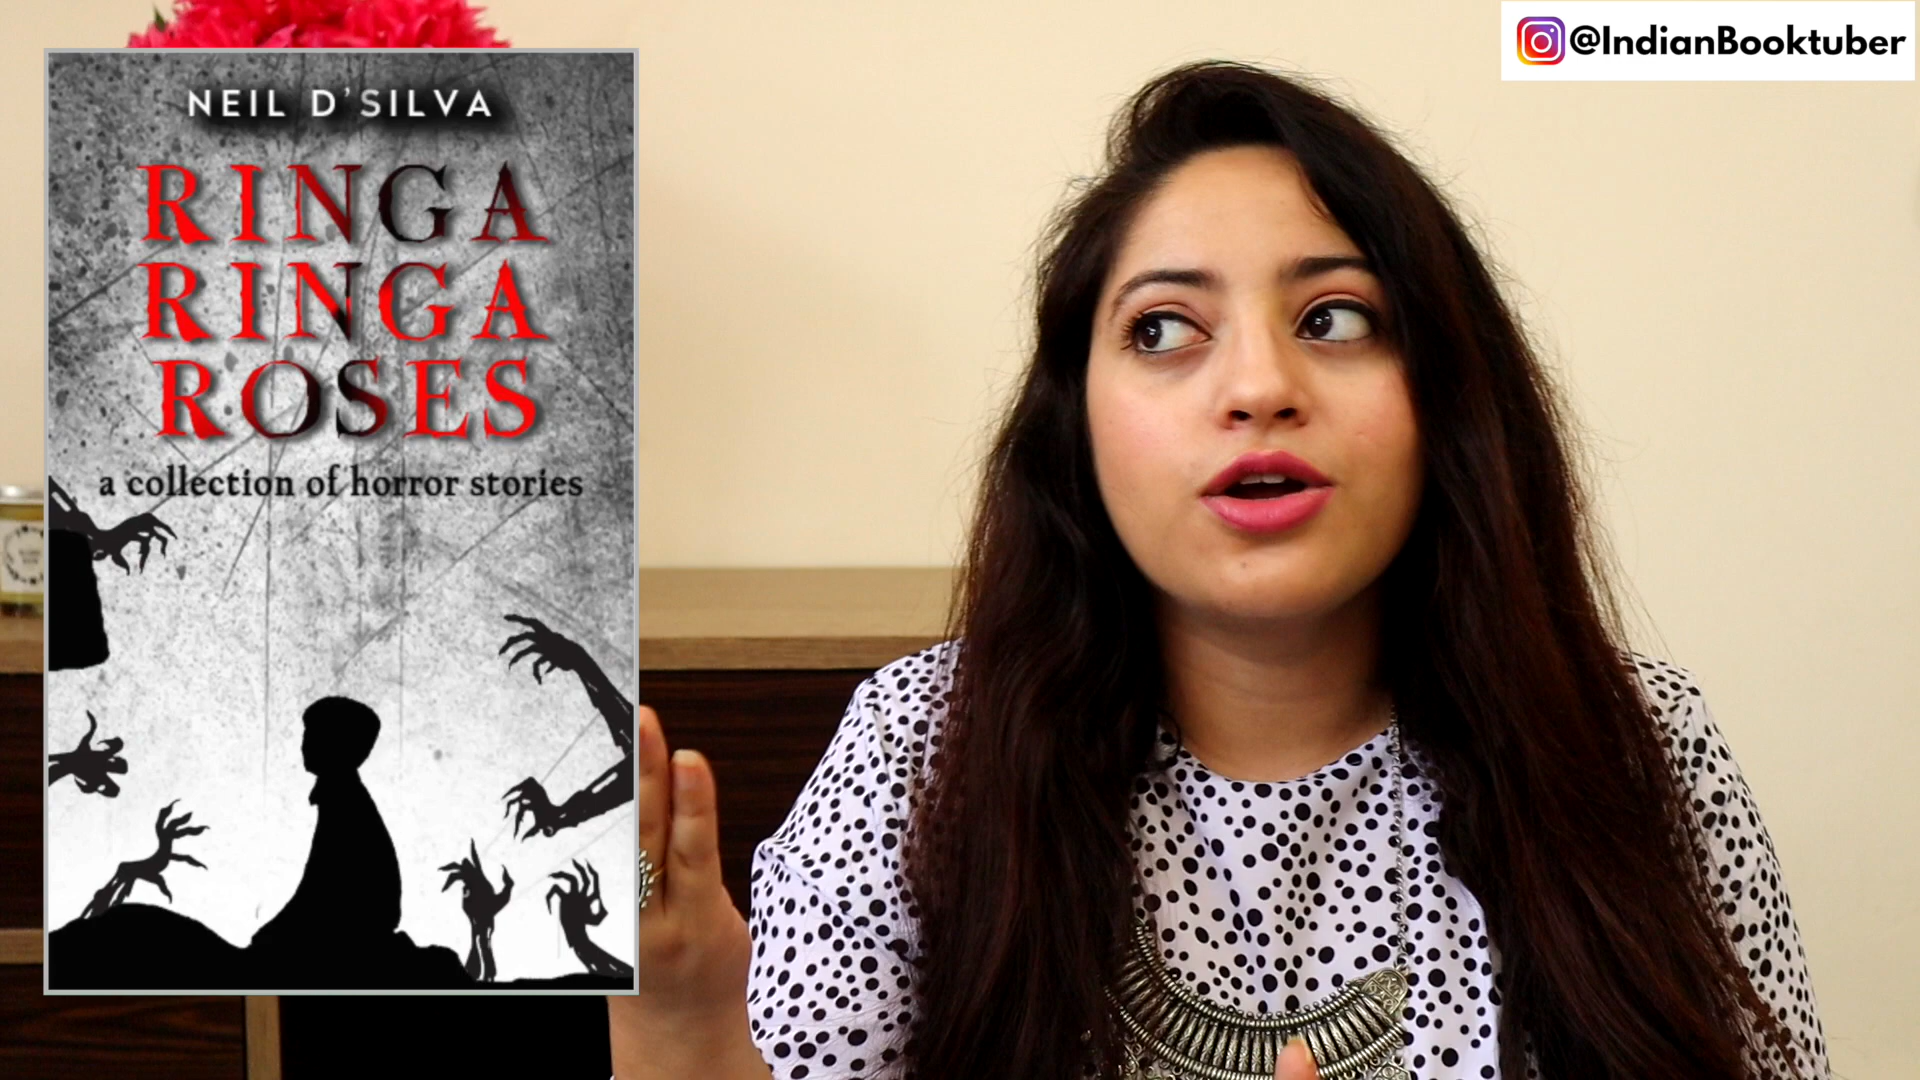 NEIL D'SILVA
RINGA
RINGA
ROSES
a collection of horror stories
@IndianBooktuber